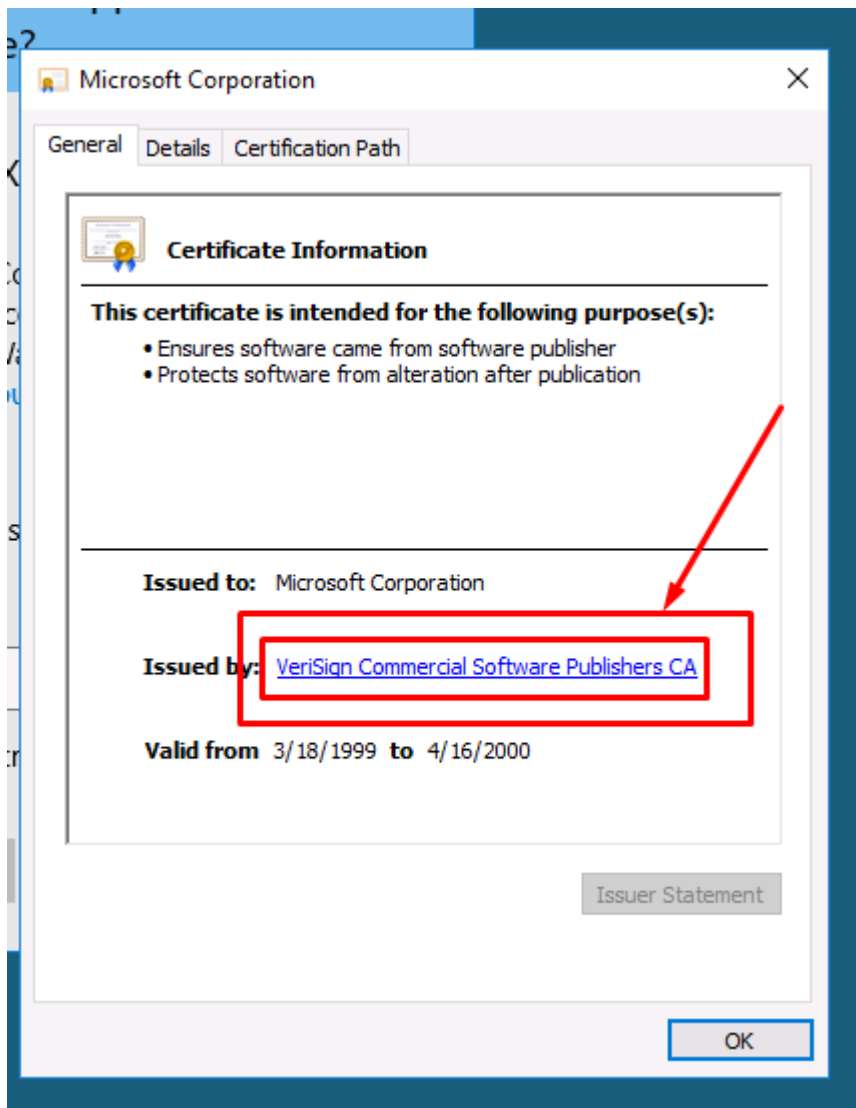 e?
Microsoft Corporation
General Details Certification Path
Certificate Information
This certificate is intended for the following purpose(s):
• Ensures software came from software publisher
• Protects software from alteration after publication
Issued to: Microsoft Corporation
Issued by: VeriSign Commercial Software Publishers CA
Valid from 3/18/1999 to 4/16/2000
Issuer Statement
OK